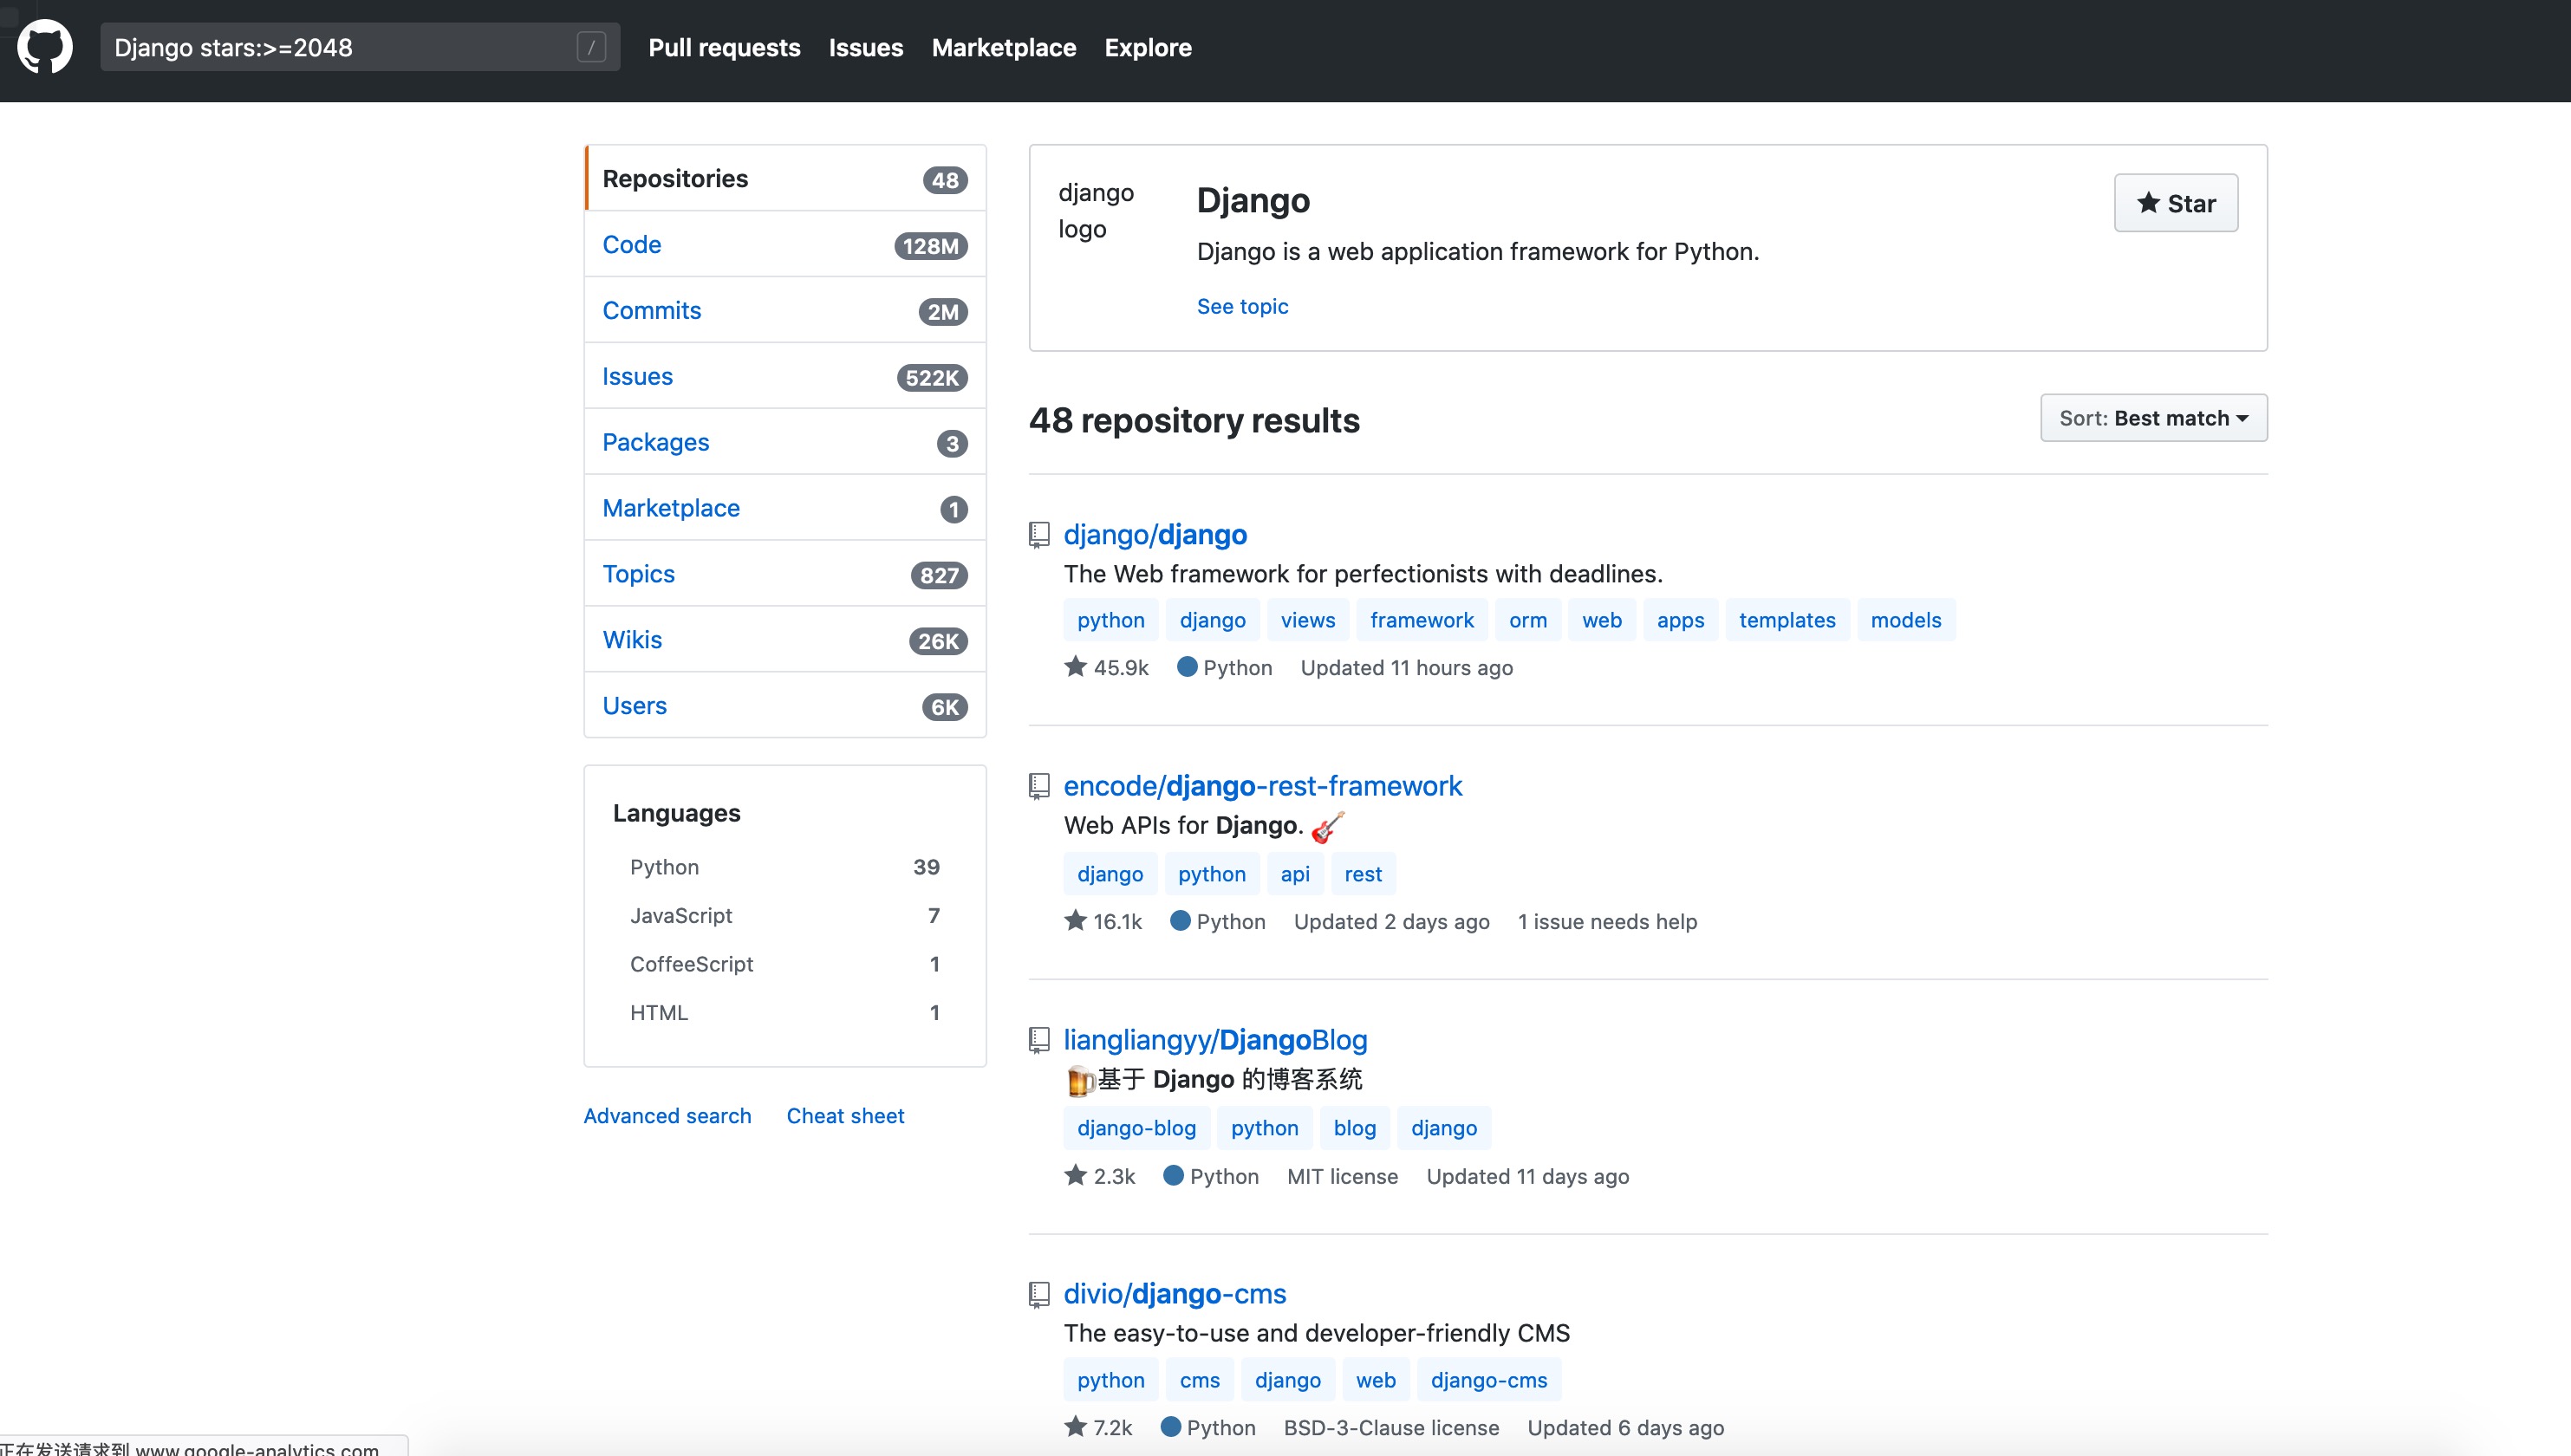 Django stars:>=2048 / Pull requests Issues Marketplace Explore
Repositories 48
Code 128M
Commits 2M
Issues 522K
Packages 3
Marketplace 1
Topics 827
Wikis 26K
Users 6K
Languages
Python 39
JavaScript 7
CoffeeScript 1
HTML 1
Advanced search Cheat sheet
django
logo
Django
Django is a web application framework for Python.
See topic
Star
48 repository results
Sort: Best match
django/django
The Web framework for perfectionists with deadlines.
python django views framework orm web apps templates models
45.9k Python Updated 11 hours ago
encode/django-rest-framework
Web APIs for Django. 🎸
django python api rest
16.1k Python Updated 2 days ago 1 issue needs help
liangliangyy/DjangoBlog
🍺基于 Django 的博客系统
django-blog python blog django
2.3k Python MIT license Updated 11 days ago
divio/django-cms
The easy-to-use and developer-friendly CMS
python cms django web django-cms
7.2k Python BSD-3-Clause license Updated 6 days ago
正在发送请求到 www.google-analytics.com